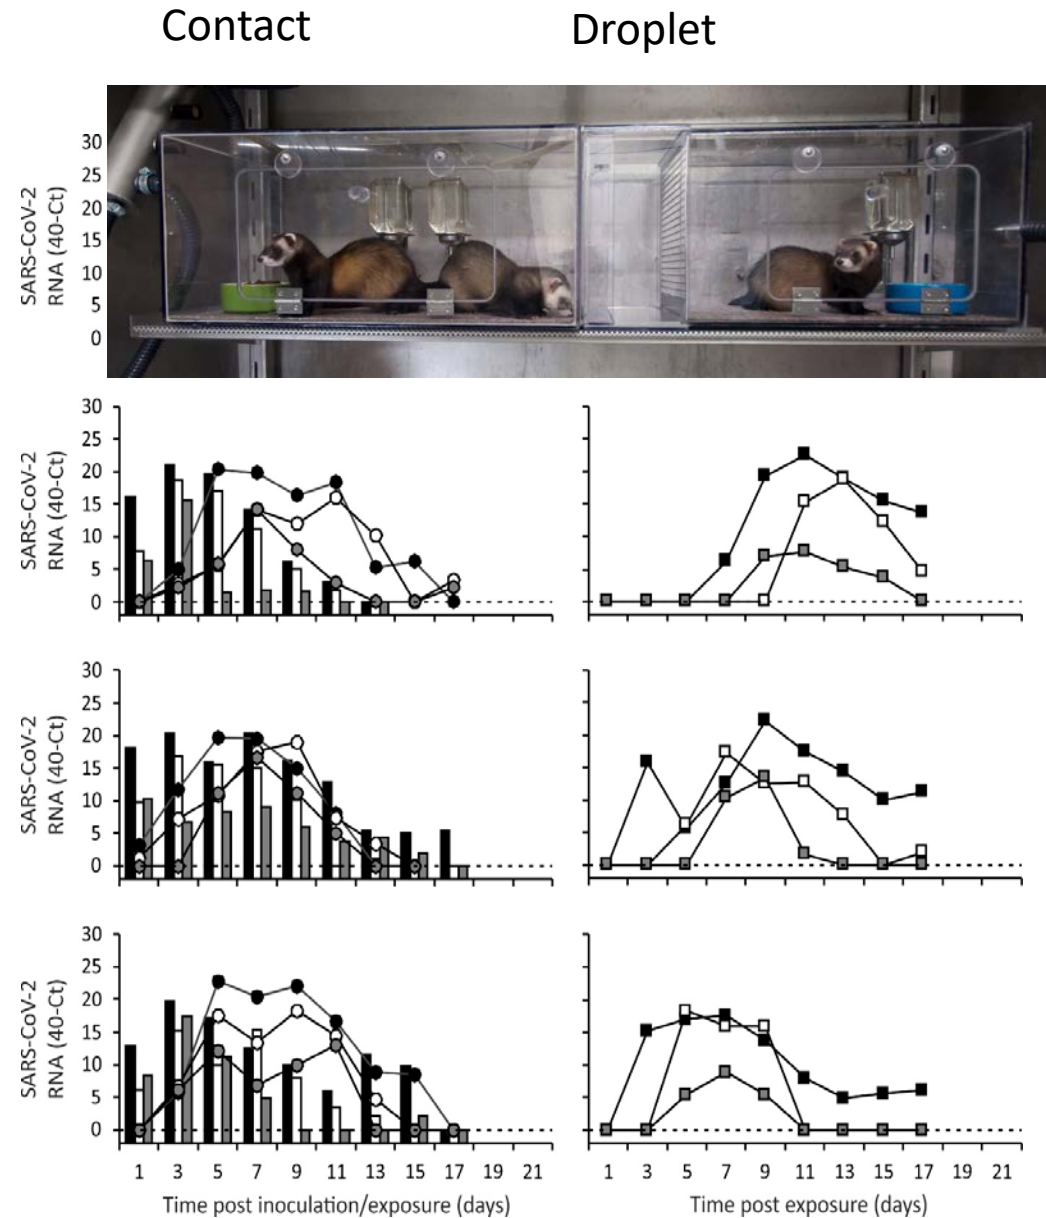 Contact Droplet
SARS-CoV-2
RNA (40-Ct)
30
25
20
15
10
5
0
SARS-CoV-2
RNA (40-Ct)
30
25
20
15
10
5
0
SARS-CoV-2
RNA (40-Ct)
30
25
20
15
10
5
0
SARS-CoV-2
RNA (40-Ct)
30
25
20
15
10
5
0
1 3 5 7 9 11 13 15 17 19 21
Time post inoculation/exposure (days)
1 3 5 7 9 11 13 15 17 19 21
Time post exposure (days)